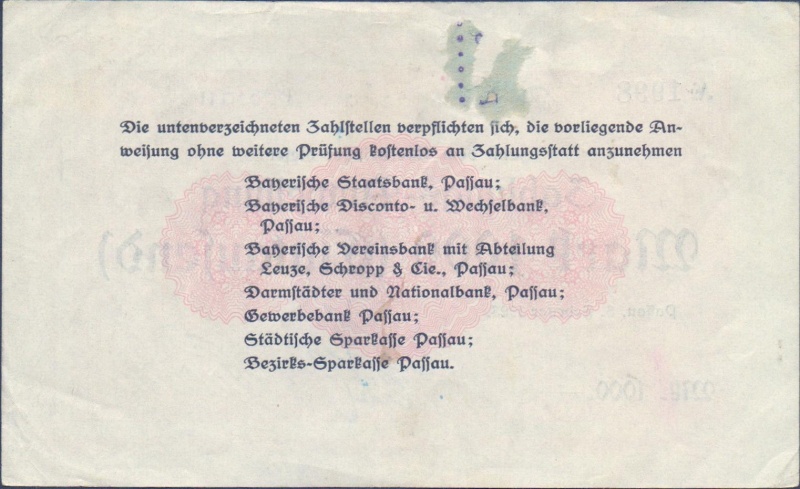 Die untenverzeichneten Zahlstellen verpflichten sich, die vorliegende An-
weisung ohne weitere Prüfung kostenlos an Zahlungsstatt anzunehmen
Bayerische Staatsbank, Passau;
Bayerische Disconto- u. Wechselbank,
Passau;
Bayerische Vereinsbank mit Abteilung
Leuze, Schropp & Cie., Passau;
Darmstädter und Nationalbank, Passau;
Gewerbebank Passau;
Städtische Sparkasse Passau;
Bezirks-Sparkasse Passau.